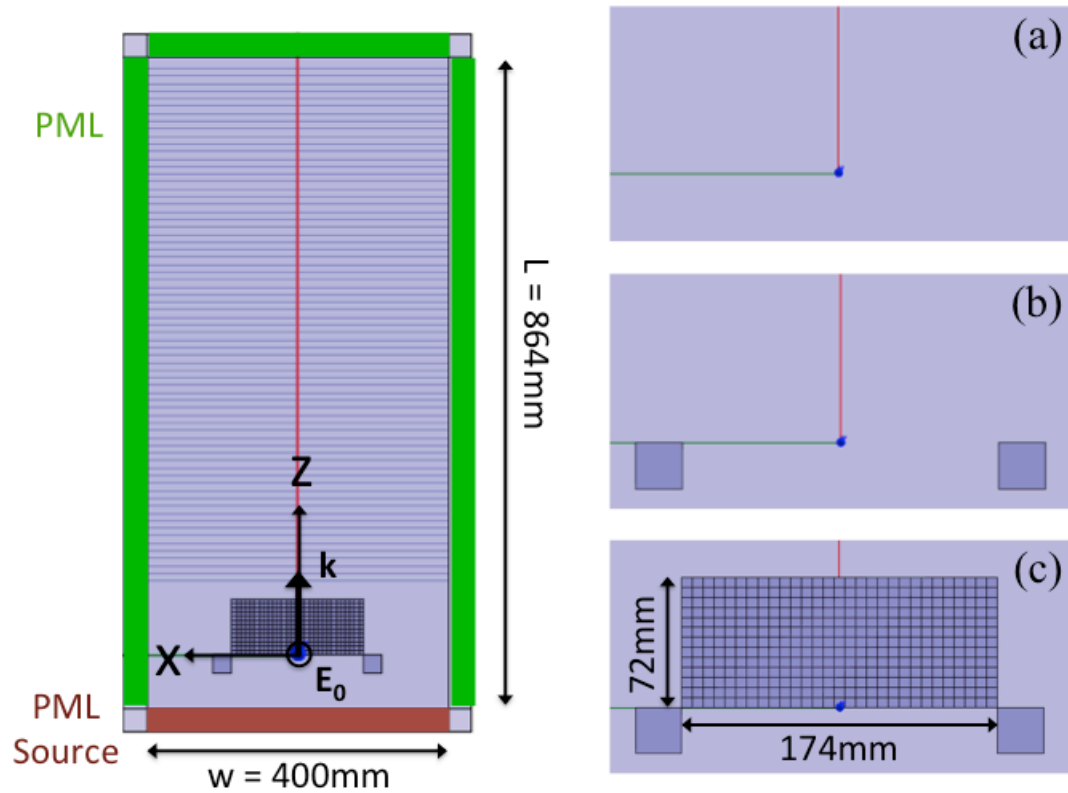 PML
L = 864mm
Z
k
X
E0
PML
Source
w = 400mm
(a)
(b)
(c)
72mm
174mm